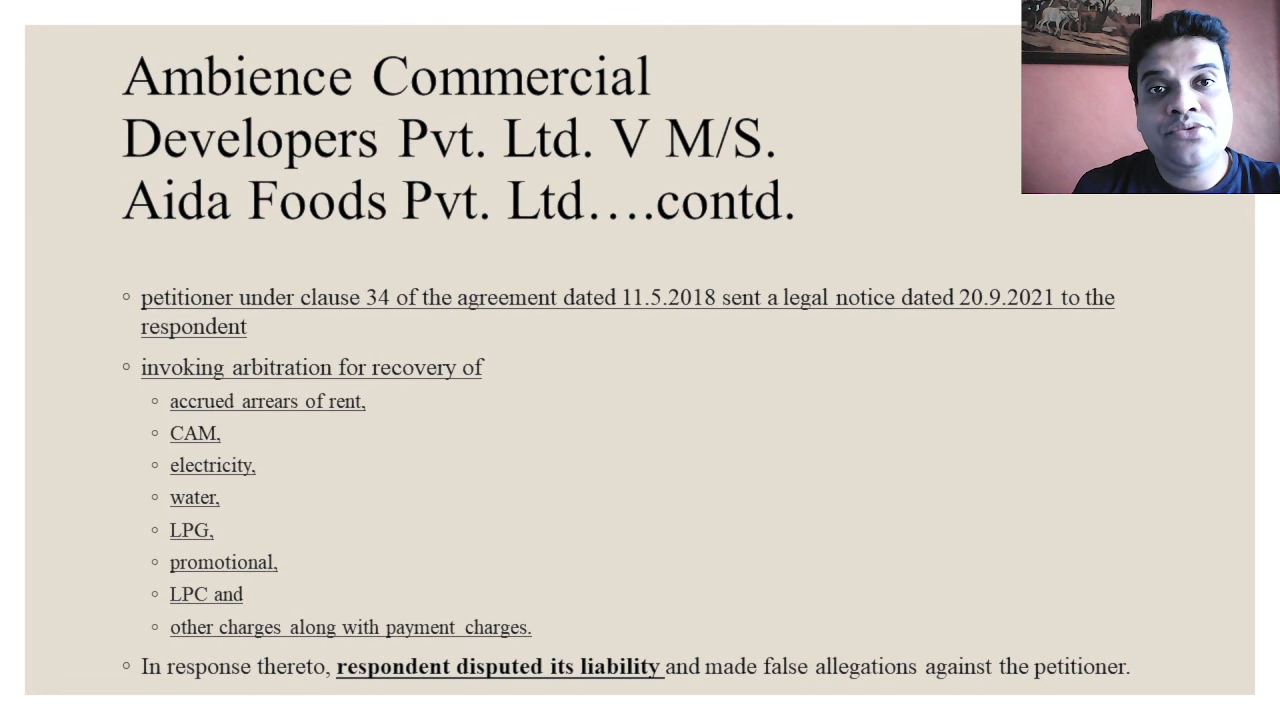 Ambience Commercial
Developers Pvt. Ltd. V M/S.
Aida Foods Pvt. Ltd….contd.
petitioner under clause 34 of the agreement dated 11.5.2018 sent a legal notice dated 20.9.2021 to the
respondent
invoking arbitration for recovery of
accrued arrears of rent,
CAM,
electricity,
water,
LPG,
promotional,
LPC and
other charges along with payment charges.
In response thereto, respondent disputed its liability and made false allegations against the petitioner.